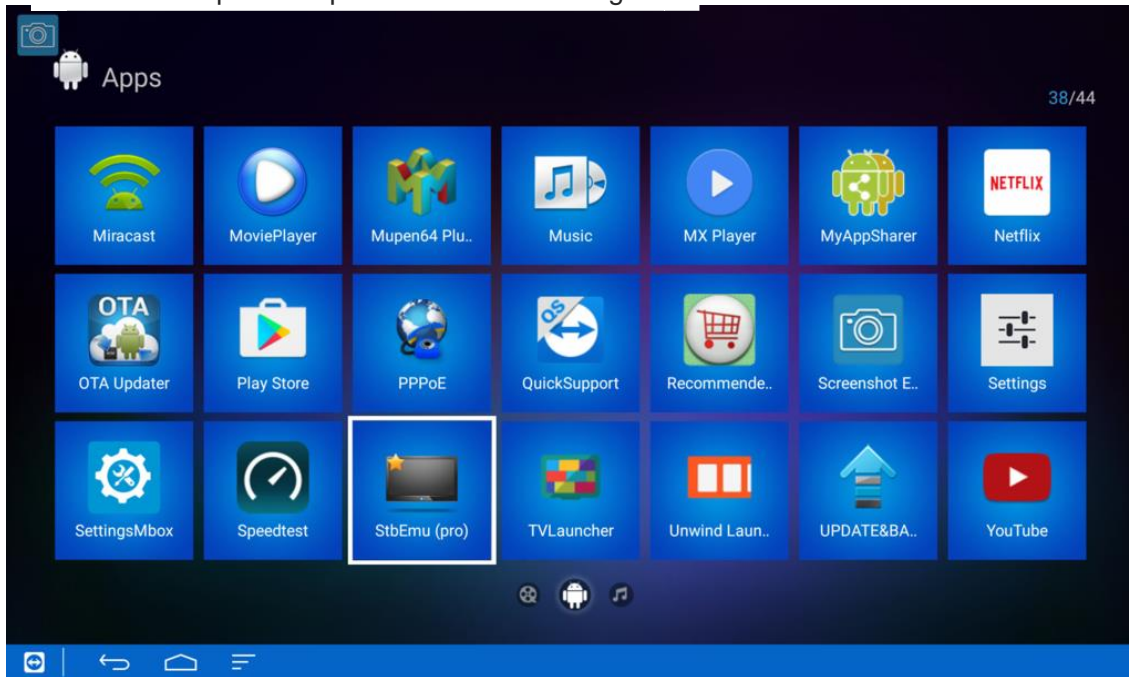 Apps
38/44
Miracast
MoviePlayer
Mupen64 Plu..
Music
MX Player
MyAppSharer
NETFLIX
Netflix
OTA
OTA Updater
Play Store
PPPoE
QS
QuickSupport
Recommende..
Screenshot E..
Settings
SettingsMbox
Speedtest
StbEmu (pro)
TVLauncher
Unwind Laun..
UPDATE&BA..
YouTube